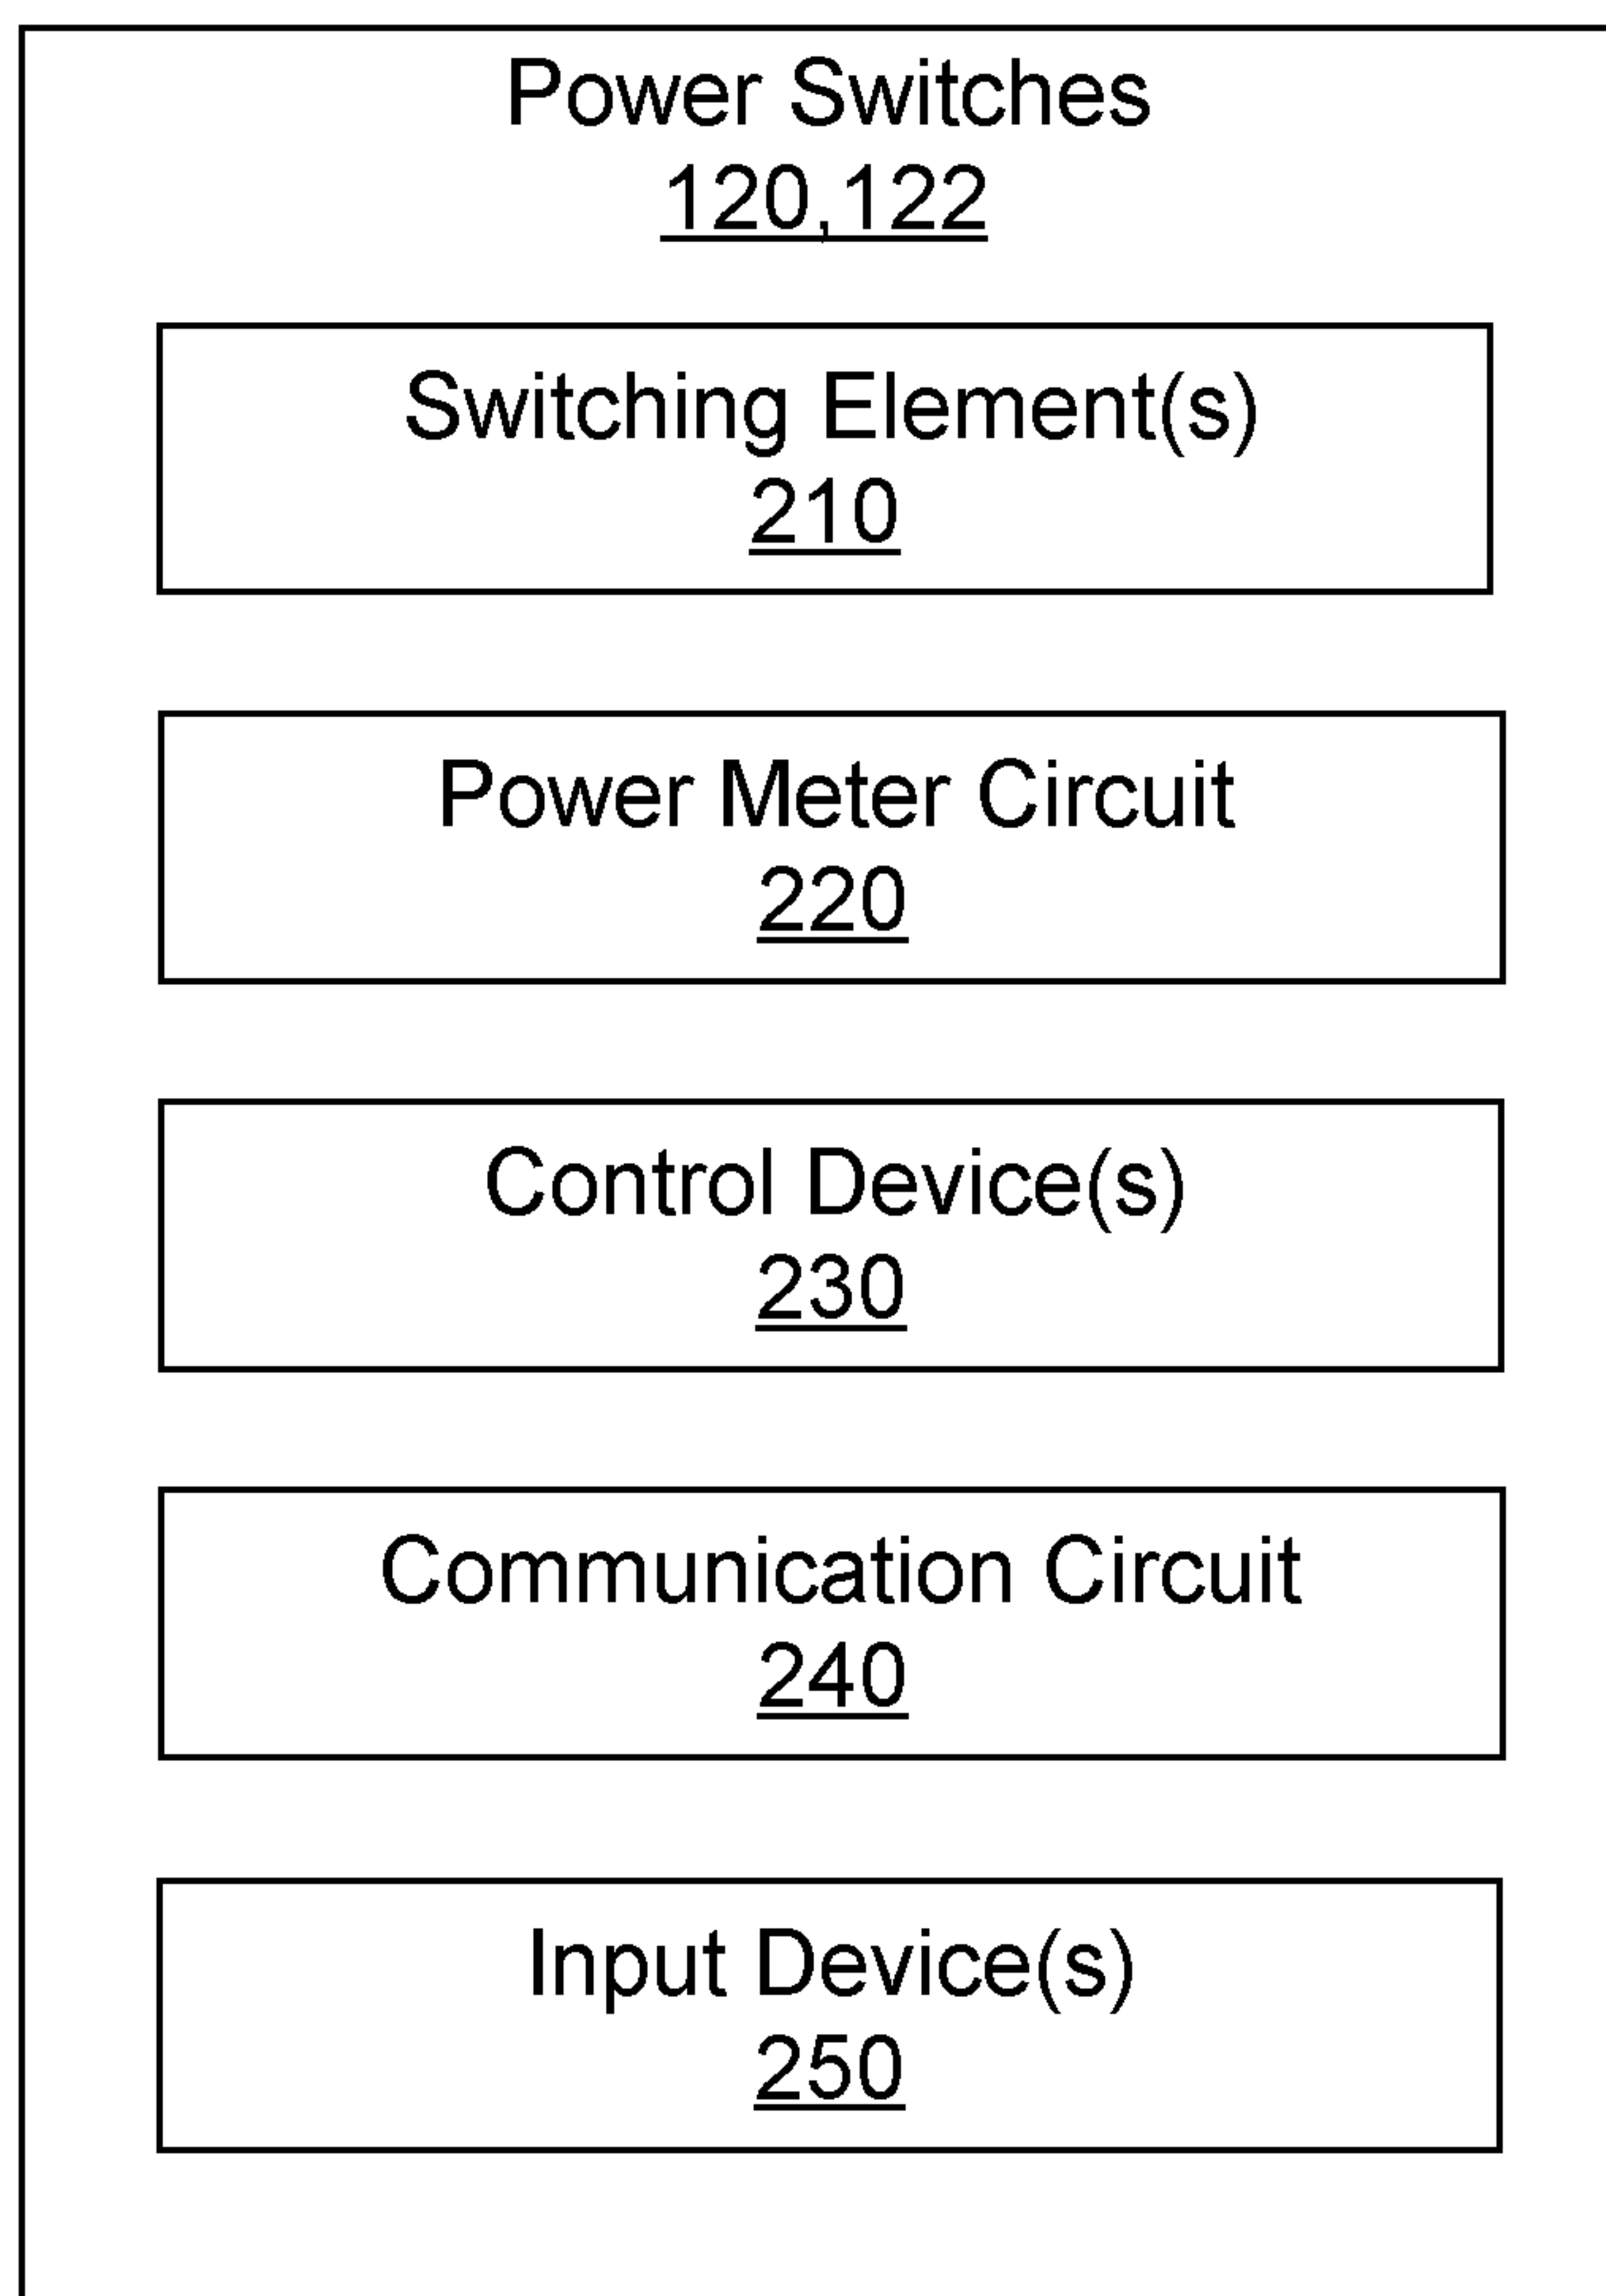 Power Switches
120,122
Switching Element(s)
210
Power Meter Circuit
220
Control Device(s)
230
Communication Circuit
240
Input Device(s)
250